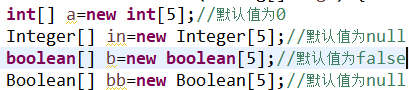 int[] a=new int[5];//默认值为0
Integer[] in=new Integer[5];//默认值为null
boolean[] b=new boolean[5];//默认值为false
Boolean[] bb=new Boolean[5];//默认值为null